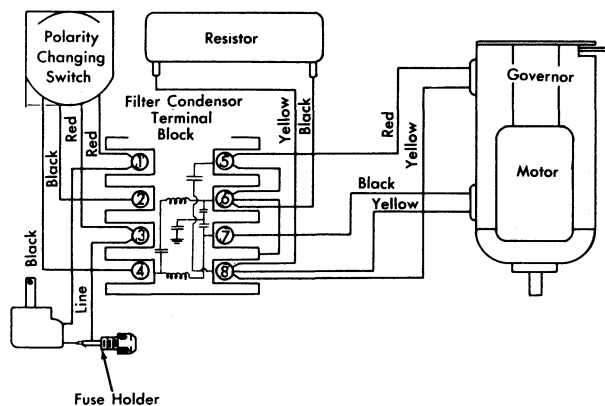 Polarity
Changing
Switch
Resistor
Governor
Motor
Filter Condensor
Terminal
Block
Red
Red
Black
Black
Line
Yellow
Black
Red
Yellow
Black
Yellow
1
2
3
4
5
6
7
8
Fuse Holder